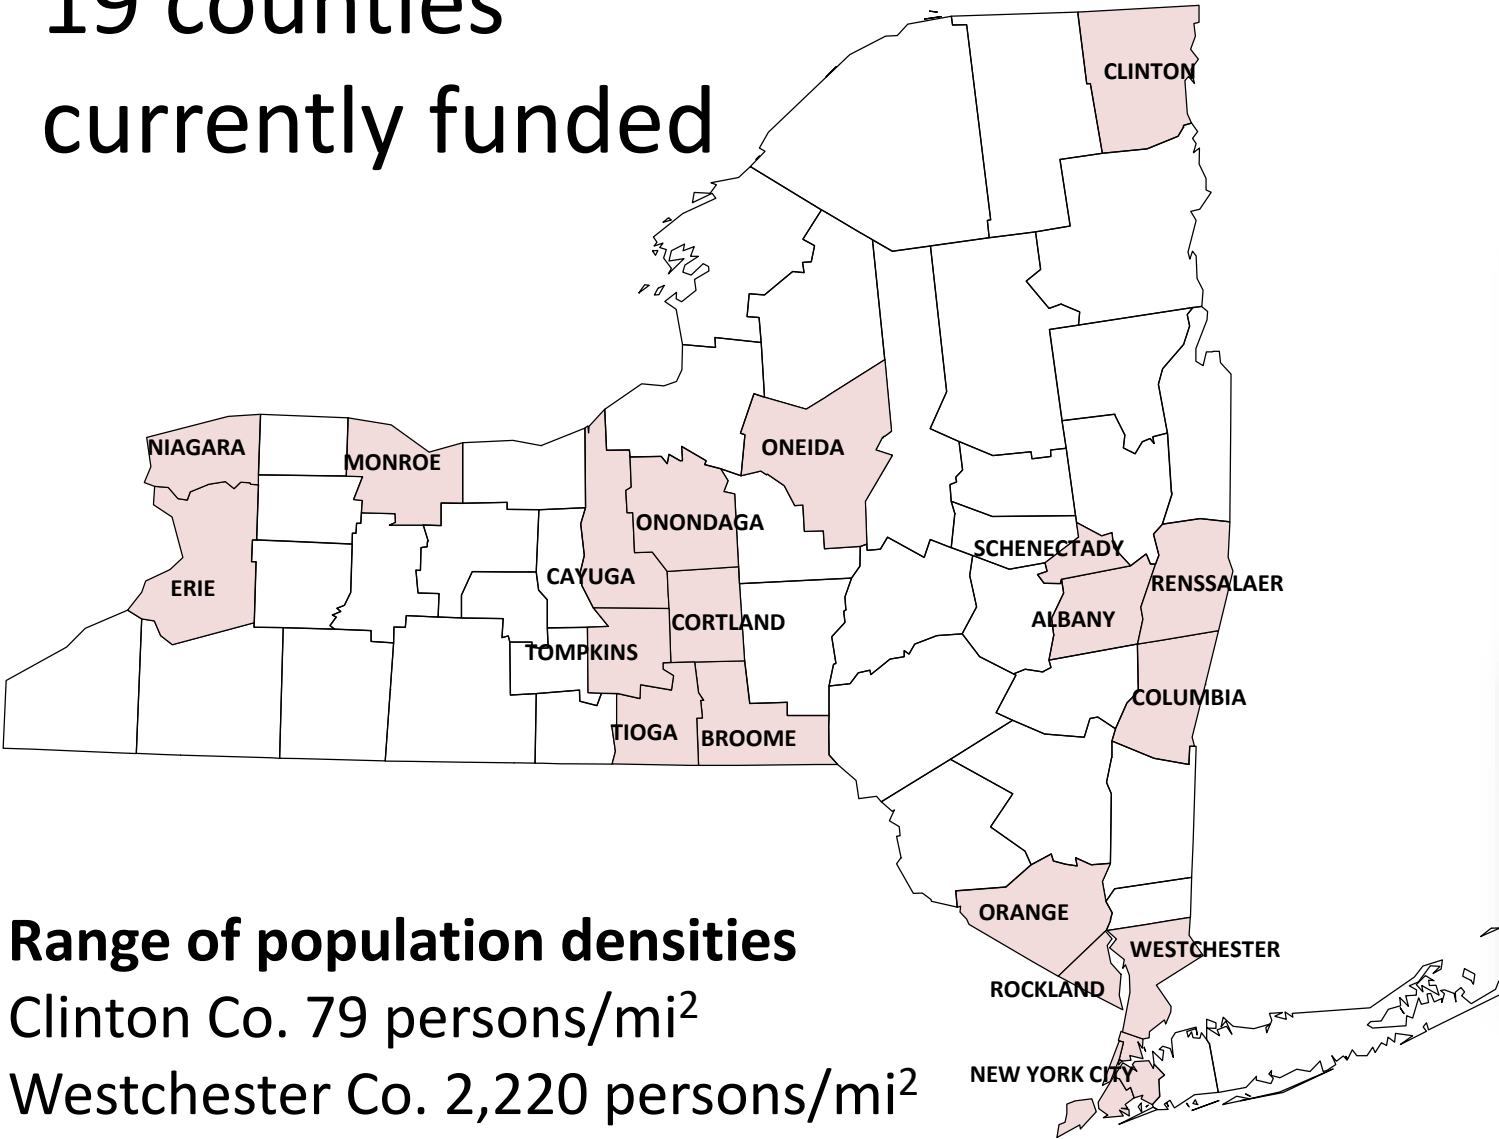 19 counties
currently funded
CLINTON
NIAGARA
MONROE
ONEIDA
ONONDAGA
SCHENECTADY
CAYUGA
RENSSALAER
ERIE
ALBANY
CORTLAND
TOMPKINS
COLUMBIA
TIOGA
BROOME
ORANGE
WESTCHESTER
ROCKLAND
NEW YORK CITY
Range of population densities
Clinton Co. 79 persons/mi²
Westchester Co. 2,220 persons/mi²